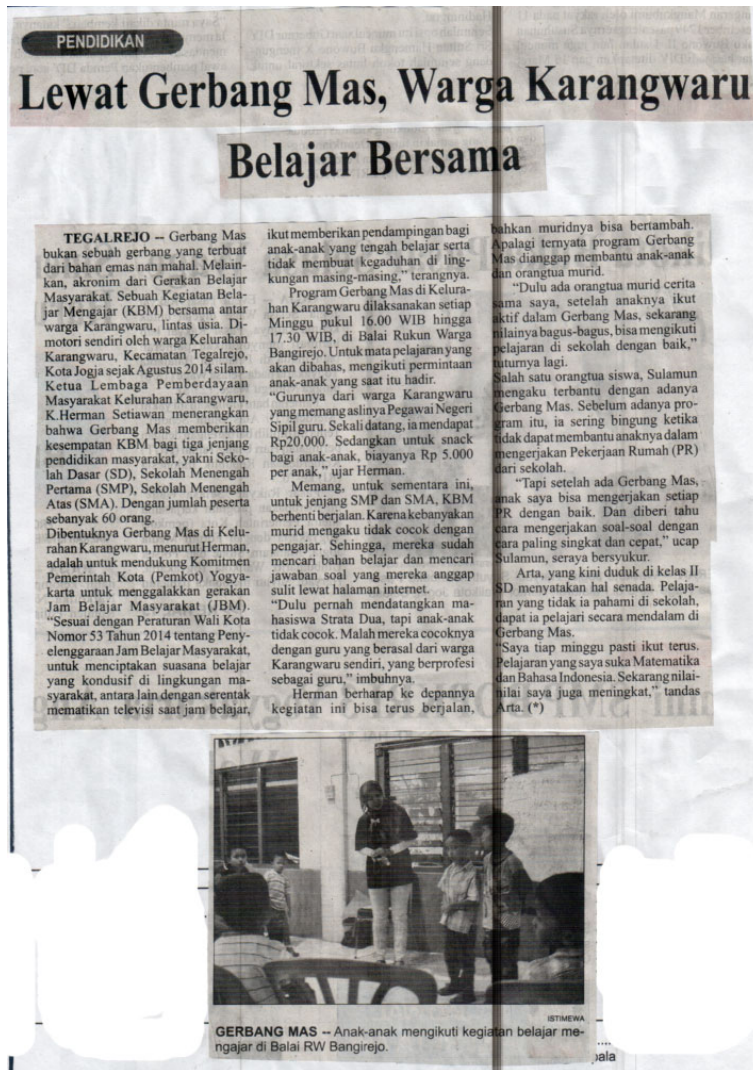 PENDIDIKAN
Lewat Gerbang Mas, Warga Karangwaru
Belajar Bersama
TEGALREJO -- Gerbang Mas
bukan sebuah gerbang yang terbuat
dari bahan emas nan mahal. Melain-
kan, akronim dari Gerakan Belajar
Masyarakat. Sebuah Kegiatan Bela-
jar Mengajar (KBM) bersama antar
warga Karangwaru, lintas usia. Di-
motori sendiri oleh warga Kelurahan
Karangwaru, Kecamatan Tegalrejo,
Kota Jogja sejak Agustus 2014 silam.
Ketua Lembaga Pemberdayaan
Masyarakat Kelurahan Karangwaru,
K.Herman Setiawan menerangkan
bahwa Gerbang Mas memberikan
kesempatan KBM bagi tiga jenjang
pendidikan masyarakat, yakni Seko-
lah Dasar (SD), Sekolah Menengah
Pertama (SMP), Sekolah Menengah
Atas (SMA). Dengan jumlah peserta
sebanyak 60 orang.
Dibentuknya Gerbang Mas di Kelu-
rahan Karangwaru, menurut Herman,
adalah untuk mendukung Komitmen
Pemerintah Kota (Pemkot) Yogya-
karta untuk menggalakkan gerakan
Jam Belajar Masyarakat (JBM).
“Sesuai dengan Peraturan Wali Kota
Nomor 53 Tahun 2014 tentang Peny-
elenggaraan Jam Belajar Masyarakat,
untuk menciptakan suasana belajar
yang kondusif di lingkungan ma-
syarakat, antara lain dengan serentak
mematikan televisi saat jam belajar,
ikut memberikan pendampingan bagi
anak-anak yang tengah belajar serta
tidak membuat kegaduhan di ling-
kungan masing-masing,” terangnya.
Program Gerbang Mas di Kelura-
han Karangwaru dilaksanakan setiap
Minggu pukul 16.00 WIB hingga
17.30 WIB, di Balai Rukun Warga
Bangirejo. Untuk mata pelajaran yang
akan dibahas, mengikuti permintaan
anak-anak yang saat itu hadir.
“Gurunya dari warga Karangwaru
yang memang aslinya Pegawai Negeri
Sipil guru. Sekali datang, ia mendapat
Rp20.000. Sedangkan untuk snack
bagi anak-anak, biayanya Rp 5.000
per anak,” ujar Herman.
Memang, untuk sementara ini,
untuk jenjang SMP dan SMA, KBM
berhenti berjalan. Karena kebanyakan
murid mengaku tidak cocok dengan
pengajar. Sehingga, mereka sudah
mencari bahan belajar dan mencari
jawaban soal yang mereka anggap
sulit lewat halaman internet.
“Dulu pernah mendatangkan ma-
hasiswa Strata Dua, tapi anak-anak
tidak cocok. Malah mereka cocoknya
dengan guru yang berasal dari warga
Karangwaru sendiri, yang berprofesi
sebagai guru,” imbuhnya.
Herman berharap ke depannya
kegiatan ini bisa terus berjalan,
bahkan muridnya bisa bertambah.
Apalagi ternyata program Gerbang
Mas dianggap membantu anak-anak
dan orangtua murid.
“Dulu ada orangtua murid cerita
sama saya, setelah anaknya ikut
aktif dalam Gerbang Mas, sekarang
nilainya bagus-bagus, bisa mengikuti
pelajaran di sekolah dengan baik,”
tuturnya lagi.
Salah satu orangtua siswa, Sulamun
mengaku terbantu dengan adanya
Gerbang Mas. Sebelum adanya pro-
gram itu, ia sering bingung ketika
tidak dapat membantu anaknya dalam
mengerjakan Pekerjaan Rumah (PR)
dari sekolah.
“Tapi setelah ada Gerbang Mas,
anak saya bisa mengerjakan setiap
PR dengan baik. Dan diberi tahu
cara mengerjakan soal-soal dengan
cara paling singkat dan cepat,” ucap
Sulamun, seraya bersyukur.
Arta, yang kini duduk di kelas II
SD menyatakan hal senada. Pelaja-
ran yang tidak ia pahami di sekolah,
dapat ia pelajari secara mendalam di
Gerbang Mas.
“Saya tiap minggu pasti ikut terus.
Pelajaran yang saya suka Matematika
dan Bahasa Indonesia. Sekarang nilai-
nilai saya juga meningkat,” tandas
Arta. (*)
ISTIMEWA
GERBANG MAS -- Anak-anak mengikuti kegiatan belajar me-
ngajar di Balai RW Bangirejo.
pala